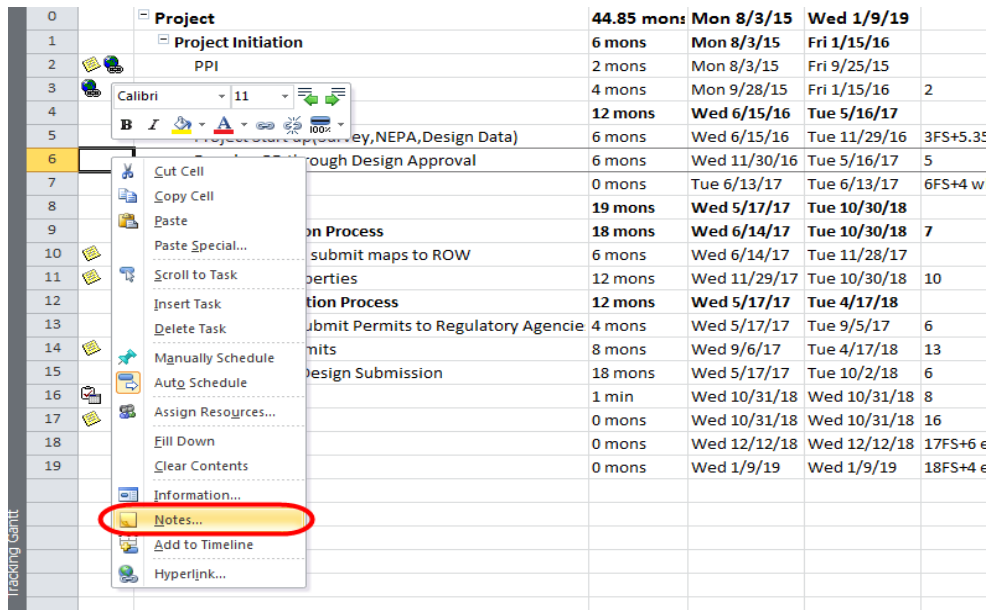 0 Project 44.85 mons Mon 8/3/15 Wed 1/9/19
1 Project Initiation 6 mons Mon 8/3/15 Fri 1/15/16
2 PPI 2 mons Mon 8/3/15 Fri 9/25/15
3 4 mons Mon 9/28/15 Fri 1/15/16 2
Calibri 11
4 12 mons Wed 6/15/16 Tue 5/16/17
B I A 100%
5 Project Start up(Survey,NEPA,Design Data) 6 mons Wed 6/15/16 Tue 11/29/16 3FS+5.35
6 through Design Approval 6 mons Wed 11/30/16 Tue 5/16/17 5
Cut Cell
7 0 mons Tue 6/13/17 Tue 6/13/17 6FS+4 w
Copy Cell
8 19 mons Wed 5/17/17 Tue 10/30/18
Paste
9 on Process 18 mons Wed 6/14/17 Tue 10/30/18 7
Paste Special...
10 submit maps to ROW 6 mons Wed 6/14/17 Tue 11/28/17
11 perties 12 mons Wed 11/29/17 Tue 10/30/18 10
Scroll to Task
12 tion Process 12 mons Wed 5/17/17 Tue 4/17/18
Insert Task
13 ubmit Permits to Regulatory Agencie 4 mons Wed 5/17/17 Tue 9/5/17 6
Delete Task
14 mits 8 mons Wed 9/6/17 Tue 4/17/18 13
Manually Schedule
15 Design Submission 18 mons Wed 5/17/17 Tue 10/2/18 6
Auto Schedule
16 1 min Wed 10/31/18 Wed 10/31/18 8
Assign Resources...
17 0 mons Wed 10/31/18 Wed 10/31/18 16
18 0 mons Wed 12/12/18 Wed 12/12/18 17FS+6 e
Fill Down
19 0 mons Wed 1/9/19 Wed 1/9/19 18FS+4 e
Clear Contents
Information...
Notes...
Add to Timeline
Hyperlink...
Tracking Gantt